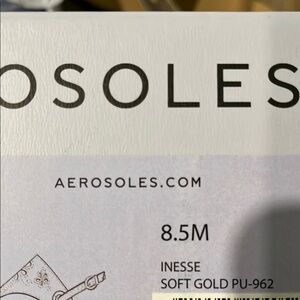 OSOLES
AEROSOLES.COM
8.5M
INESSE
SOFT GOLD PU-962